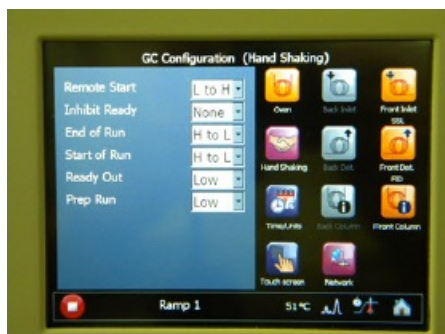 GC Configuration (Hand Shaking)
Remote Start L to H
Inhibit Ready None
End of Run H to L
Start of Run H to L
Ready Out Low
Prep Run Low
Oven
Back Inlet
Front Inlet
SSL
Hand Shaking
Back Det.
Front Det.
FID
Time/Units
Back Column
Front Column
Touch screen
Network
Ramp 1
51 °C